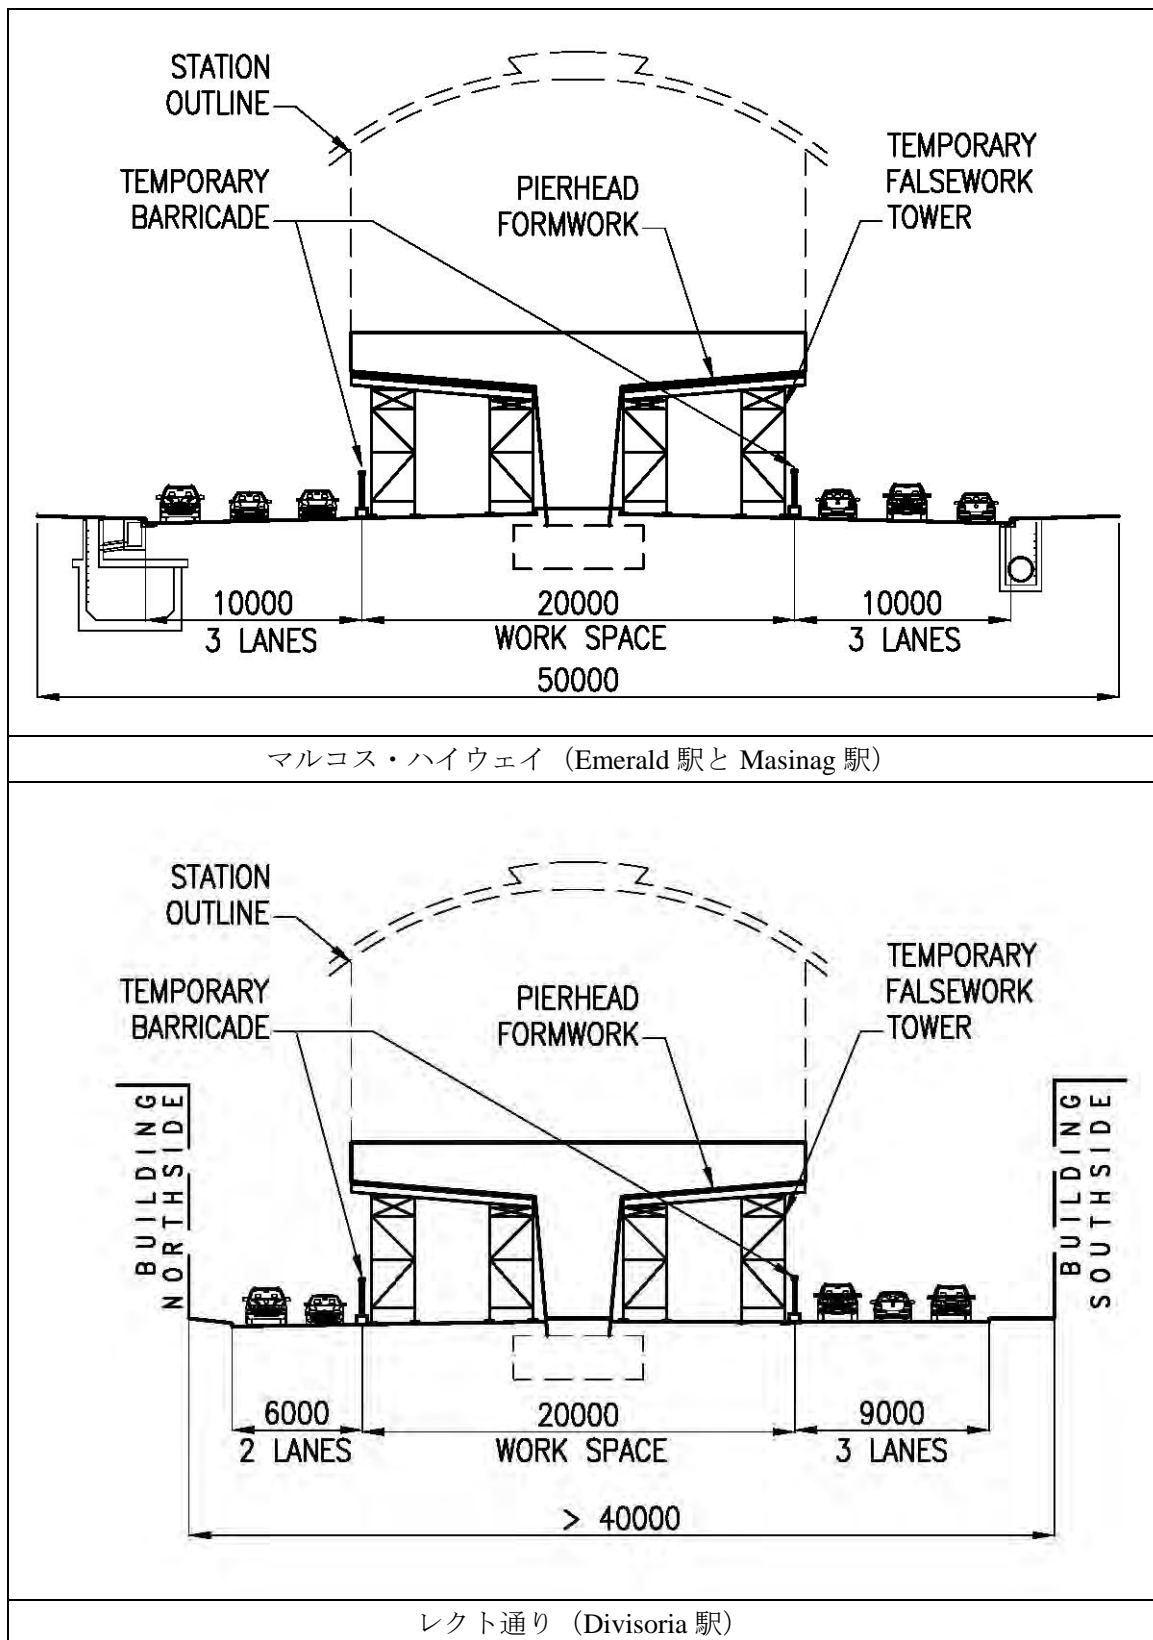 STATION
OUTLINE
TEMPORARY
BARRICADE
PIERHEAD
FORMWORK
TEMPORARY
FALSEWORK
TOWER
10000
3 LANES
20000
WORK SPACE
10000
3 LANES
50000
マルコス・ハイウェイ（Emerald 駅と Masinag 駅）
STATION
OUTLINE
TEMPORARY
BARRICADE
PIERHEAD
FORMWORK
TEMPORARY
FALSEWORK
TOWER
BUILDING
NORTHSIDE
BUILDING
SOUTHSIDE
6000
2 LANES
20000
WORK SPACE
9000
3 LANES
> 40000
レクト通り（Divisoria 駅）